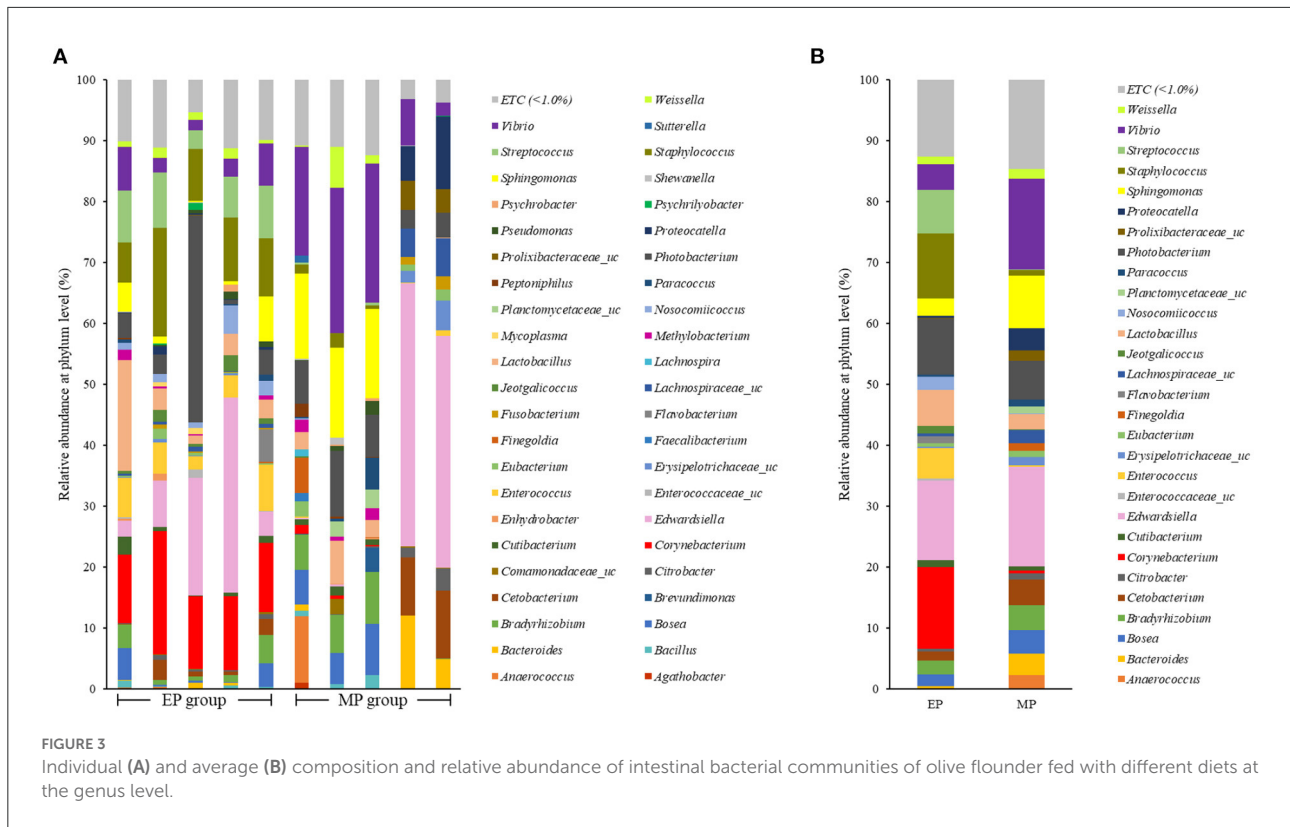 A
100
90
80
70
60
50
40
30
20
10
0
Relative abundance at phylum level (%)
EP group
MP group
ETC (<1.0%) Weissella
Vibrio Sutterella
Streptococcus Staphylococcus
Sphingomonas Shewanella
Psychrobacter Psychrilyobacter
Pseudomonas Proteocatella
Prolixibacteraceae_uc Photobacterium
Peptoniphilus Paracoccus
Planctomycetaceae_uc Nosocomiicoccus
Mycoplasma Methylobacterium
Lactobacillus Lachnospira
Jeotgalicoccus Lachnospiraceae_uc
Fusobacterium Flavobacterium
Finegoldia Faecalibacterium
Eubacterium Erysipelotrichaceae_uc
Enterococcus Enterococcaceae_uc
Enhydrobacter Edwardsiella
Cutibacterium Corynebacterium
Comamonadaceae_uc Citrobacter
Cetobacterium Brevundimonas
Bradyrhizobium Bosea
Bacteroides Bacillus
Anaerococcus Agathobacter
B
100
90
80
70
60
50
40
30
20
10
0
Relative abundance at phylum level (%)
EP MP
ETC (<1.0%)
Weissella
Vibrio
Streptococcus
Staphylococcus
Sphingomonas
Proteocatella
Prolixibacteraceae_uc
Photobacterium
Paracoccus
Planctomycetaceae_uc
Nosocomiicoccus
Lactobacillus
Jeotgalicoccus
Lachnospiraceae_uc
Flavobacterium
Finegoldia
Eubacterium
Erysipelotrichaceae_uc
Enterococcus
Enterococcaceae_uc
Edwardsiella
Cutibacterium
Corynebacterium
Citrobacter
Cetobacterium
Bradyrhizobium
Bosea
Bacteroides
Anaerococcus
FIGURE 3
Individual (A) and average (B) composition and relative abundance of intestinal bacterial communities of olive flounder fed with different diets at
the genus level.